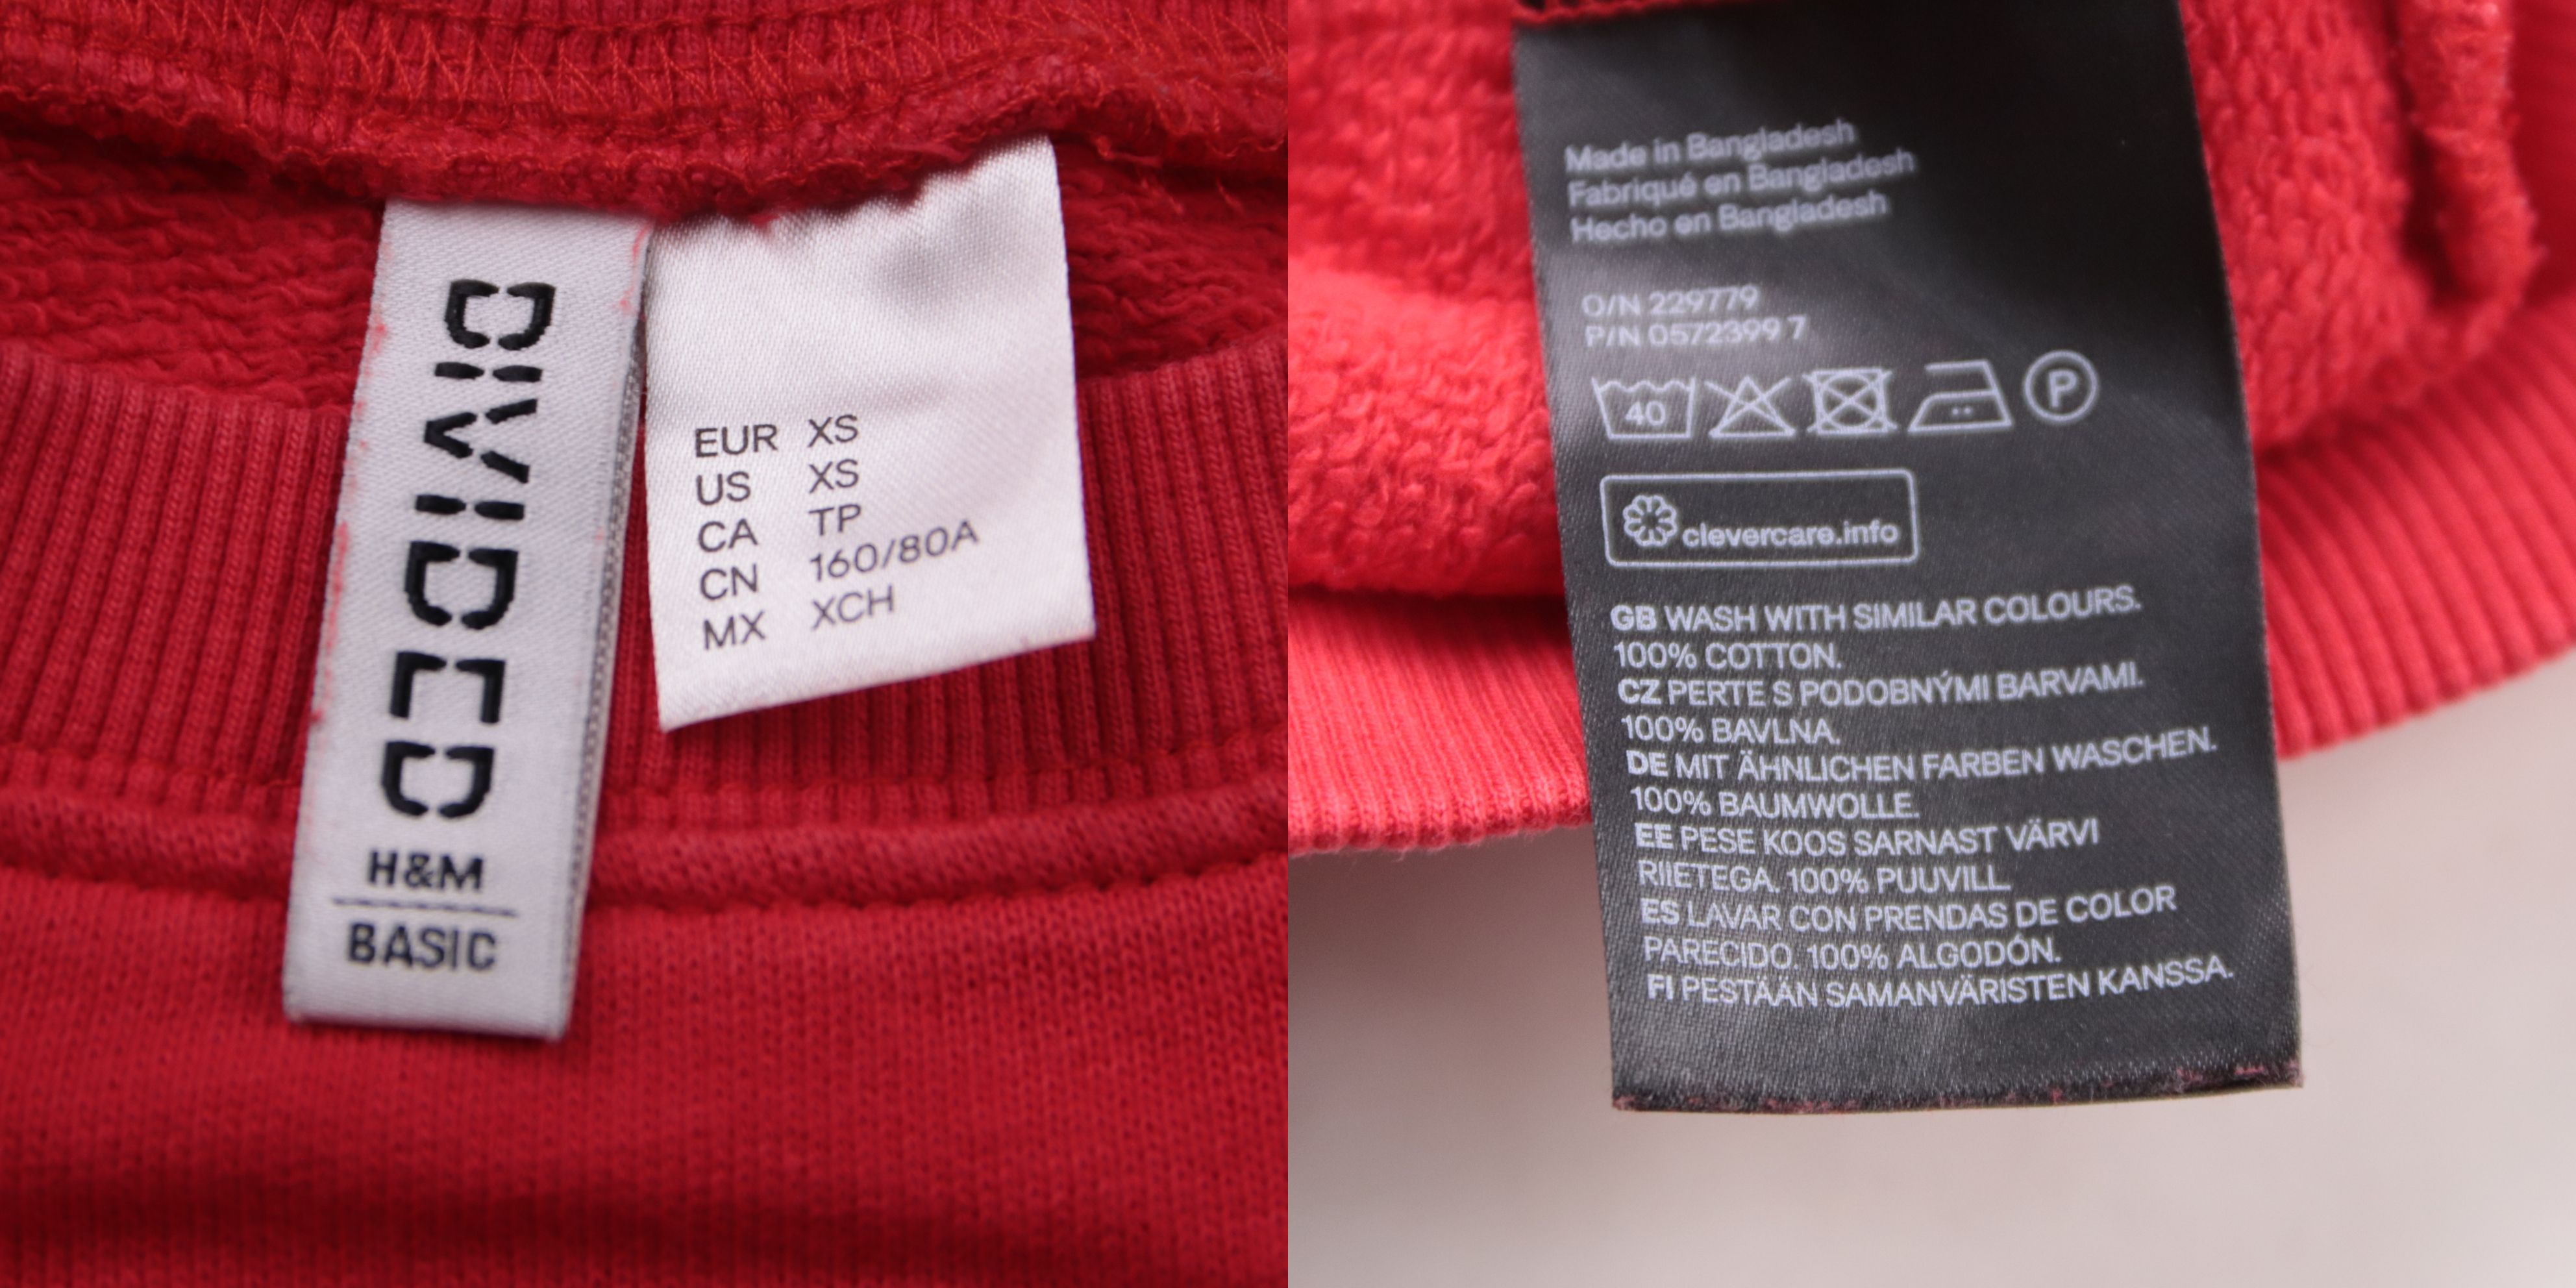 DIVIDED
H&M
BASIC
EUR XS
US XS
CA TP
CN 160/80A
MX XCH
Made in Bangladesh
Fabriqué en Bangladesh
Hecho en Bangladesh
O/N 229779
P/N 0572399 7
40
P
clevercare.info
GB WASH WITH SIMILAR COLOURS.
100% COTTON.
CZ PERTE S PODOBNÝMI BARVAMI.
100% BAVLNA.
DE MIT ÄHNLICHEN FARBEN WASCHEN.
100% BAUMWOLLE.
EE PESE KOOS SARNAST VÄRVI
RIIETEGA. 100% PUUVILL.
ES LAVAR CON PRENDAS DE COLOR
PARECIDO. 100% ALGODÓN.
FI PESTÄÄN SAMANVÄRISTEN KANSSA.